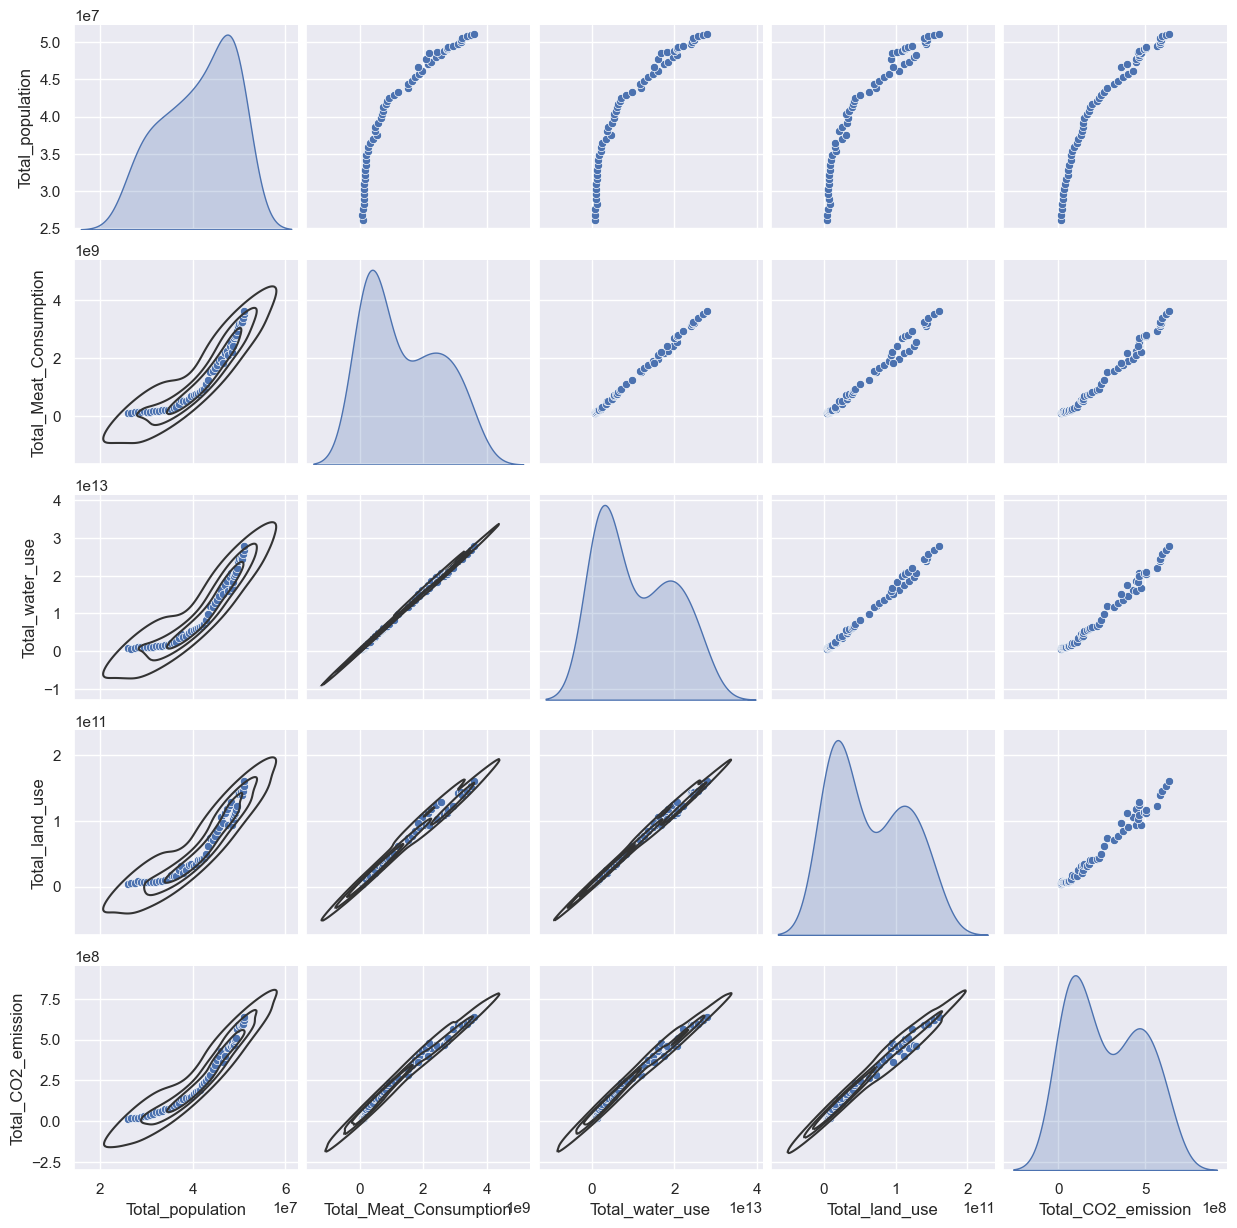 1e7
Total_population
5.0
4.5
4.0
3.5
3.0
2.5
1e9
Total_Meat_Consumption
4
2
0
1e13
Total_water_use
4
3
2
1
0
−1
1e11
Total_land_use
2
1
0
1e8
Total_CO2_emission
7.5
5.0
2.5
0.0
−2.5
2 4 6 0 2 4 0 2 4 0 1 2 0 5
1e7 1e9 1e13 1e11 1e8
Total_population Total_Meat_Consumption Total_water_use Total_land_use Total_CO2_emission